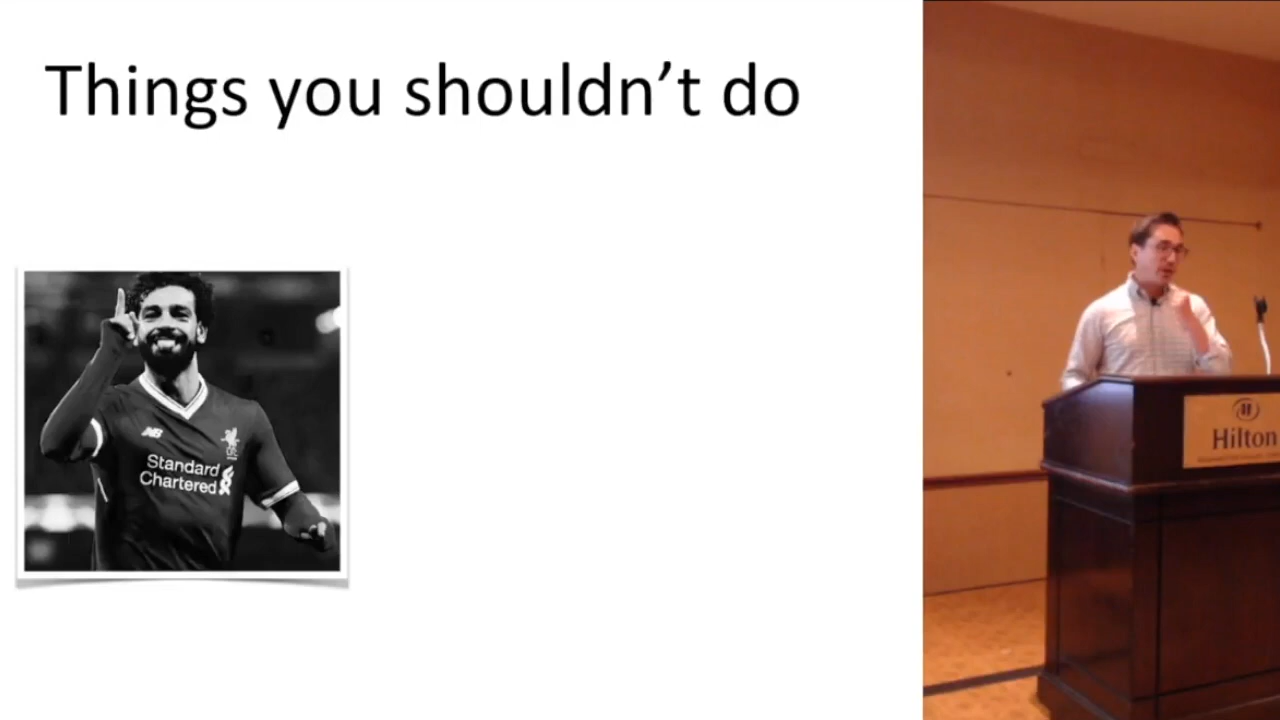 Things you shouldn’t do
NB
Standard
Chartered
Hilton